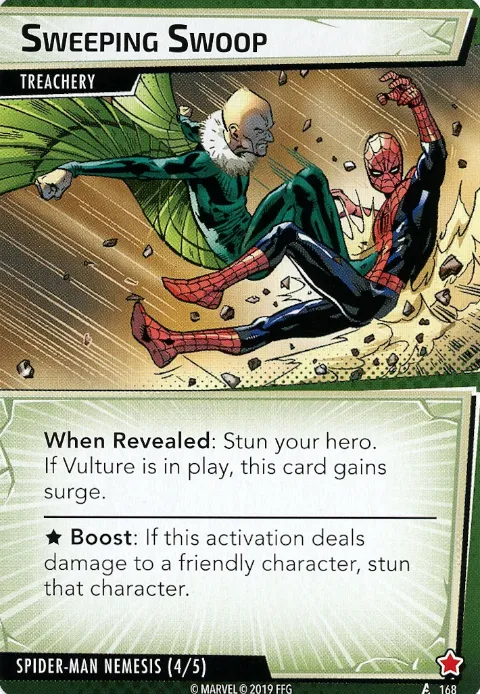 SWEEPING SWOOP
TREACHERY
When Revealed: Stun your hero.
If Vulture is in play, this card gains
surge.
★ Boost: If this activation deals
damage to a friendly character, stun
that character.
SPIDER-MAN NEMESIS (4/5)
© MARVEL © 2019 FFG
A 168